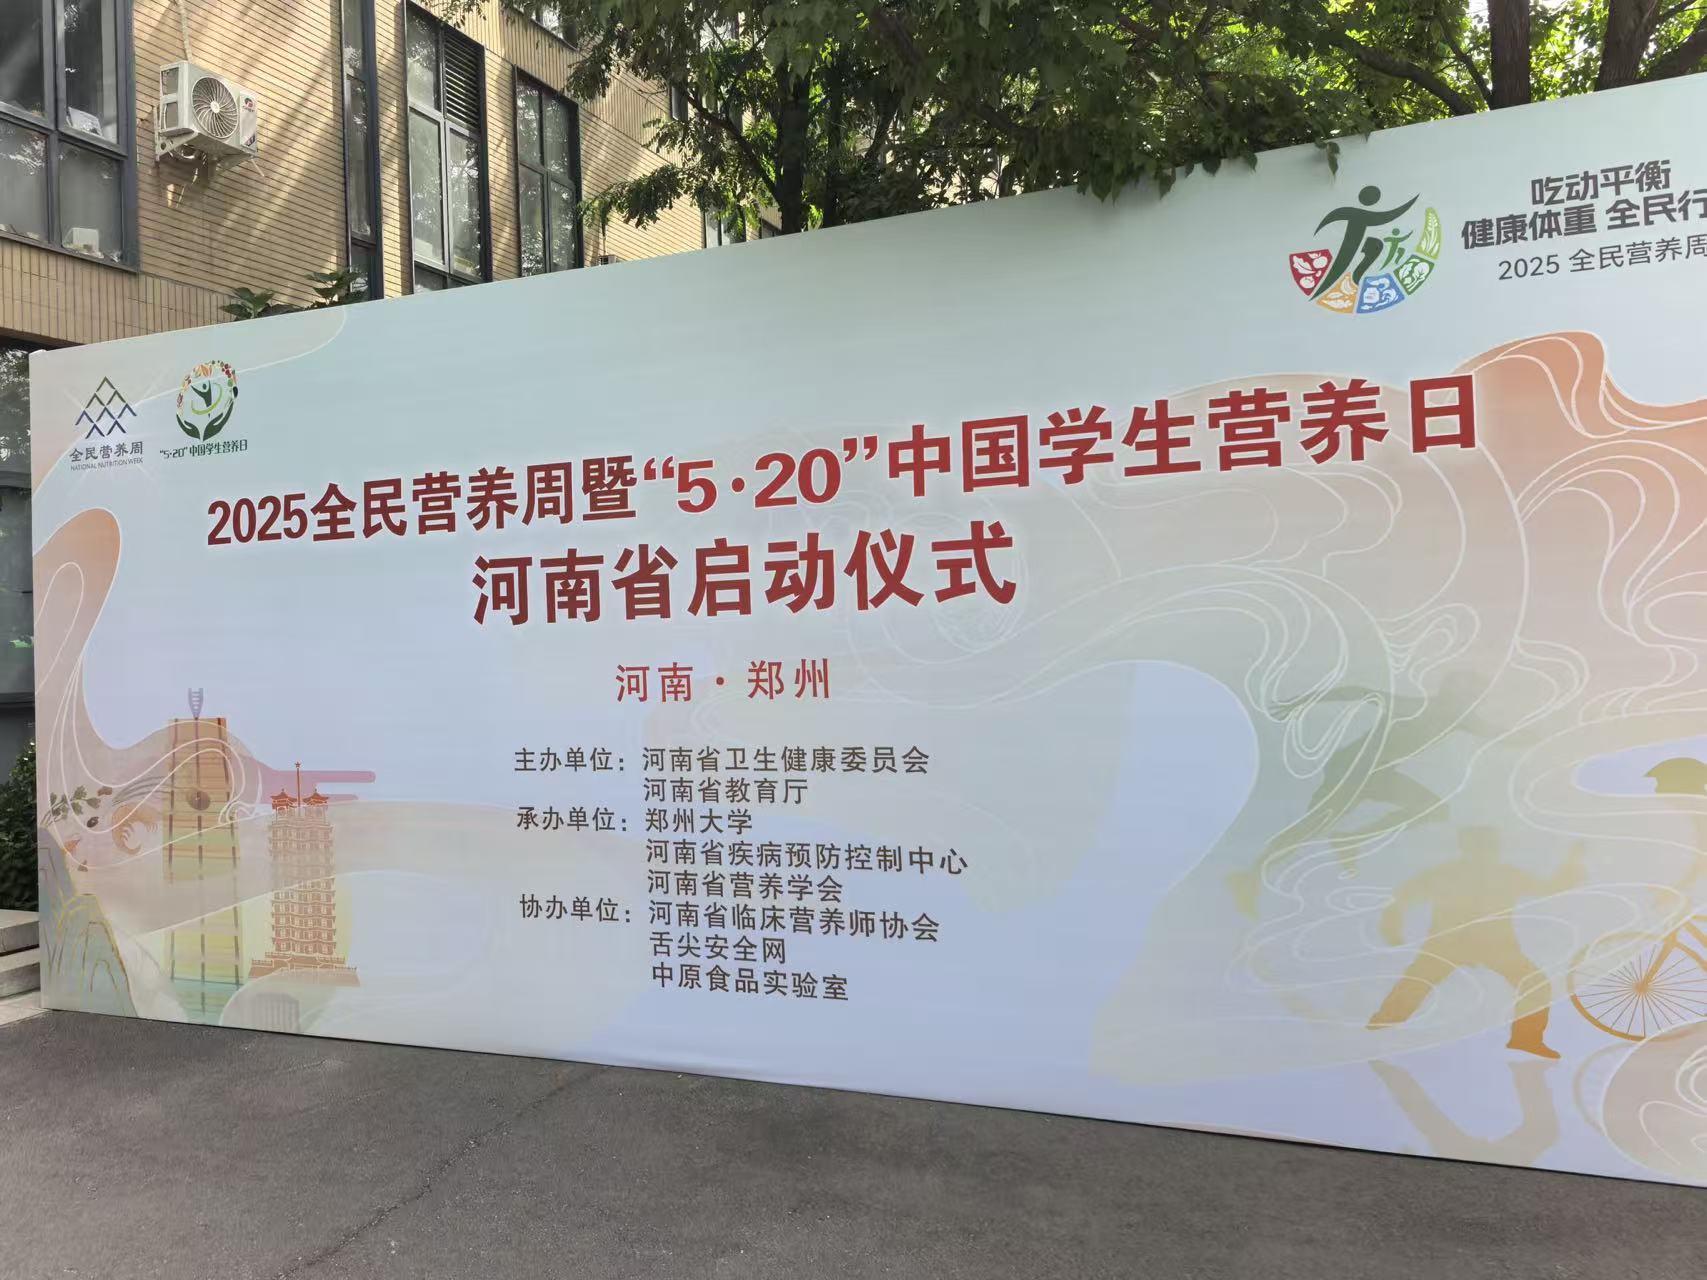 吃动平衡
健康体重 全民行
2025 全民营养周
全民营养周
NATIONAL NUTRITION WEEK
“5·20”中国学生营养日
2025全民营养周暨“5·20”中国学生营养日
河南省启动仪式
河南·郑州
主办单位：河南省卫生健康委员会
河南省教育厅
承办单位：郑州大学
河南省疾病预防控制中心
河南省营养学会
协办单位：河南省临床营养师协会
舌尖安全网
中原食品实验室